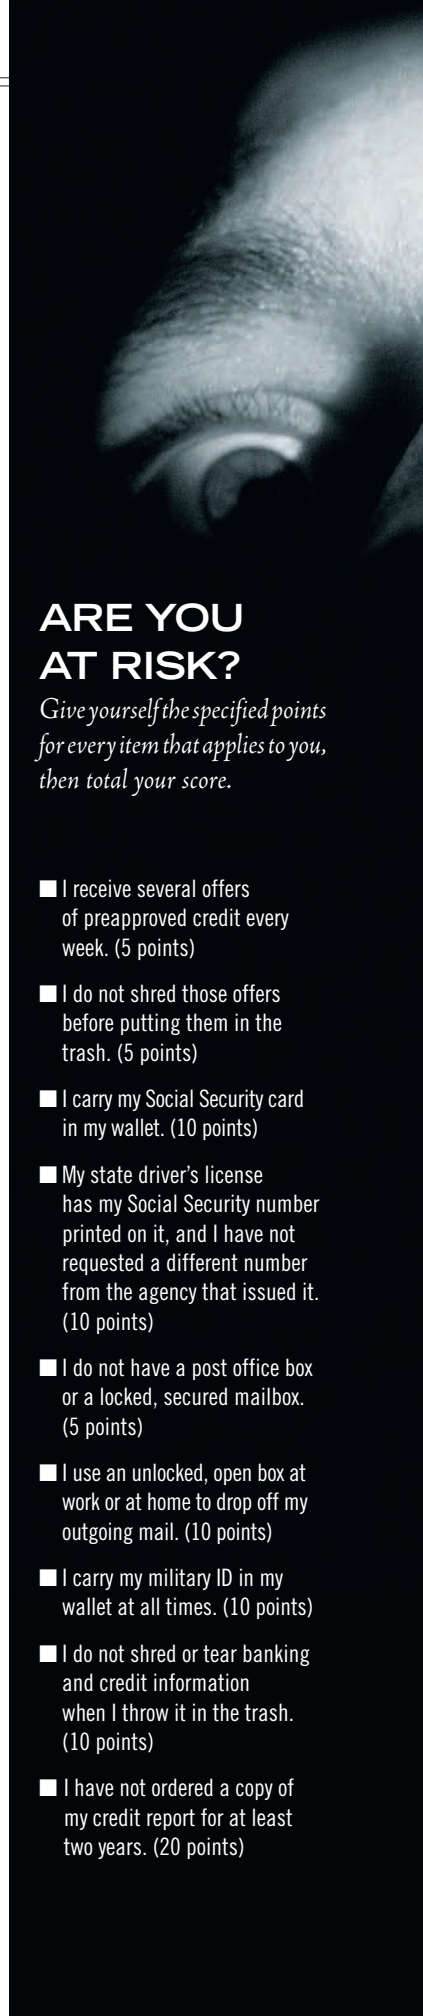 ARE YOU
AT RISK?
Give yourself the specified points
for every item that applies to you,
then total your score.
■ I receive several offers
of preapproved credit every
week. (5 points)
■ I do not shred those offers
before putting them in the
trash. (5 points)
■ I carry my Social Security card
in my wallet. (10 points)
■ My state driver’s license
has my Social Security number
printed on it, and I have not
requested a different number
from the agency that issued it.
(10 points)
■ I do not have a post office box
or a locked, secured mailbox.
(5 points)
■ I use an unlocked, open box at
work or at home to drop off my
outgoing mail. (10 points)
■ I carry my military ID in my
wallet at all times. (10 points)
■ I do not shred or tear banking
and credit information
when I throw it in the trash.
(10 points)
■ I have not ordered a copy of
my credit report for at least
two years. (20 points)